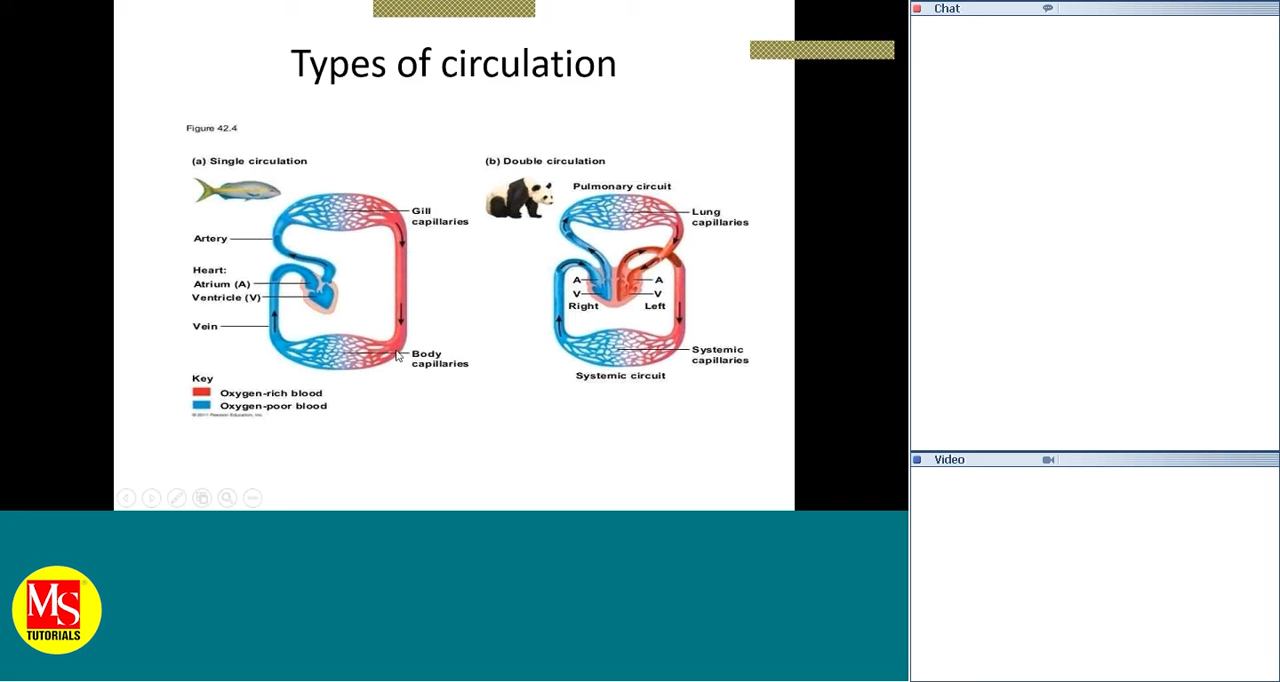 Types of circulation
Figure 42.4
(a) Single circulation
Gill
capillaries
Artery
Heart:
Atrium (A)
Ventricle (V)
Vein
Body
capillaries
Key
Oxygen-rich blood
Oxygen-poor blood
© 2011 Pearson Education, Inc.
(b) Double circulation
Pulmonary circuit
Lung
capillaries
A
A
V
V
Right
Left
Systemic
capillaries
Systemic circuit
Chat
Video
MS
TUTORIALS